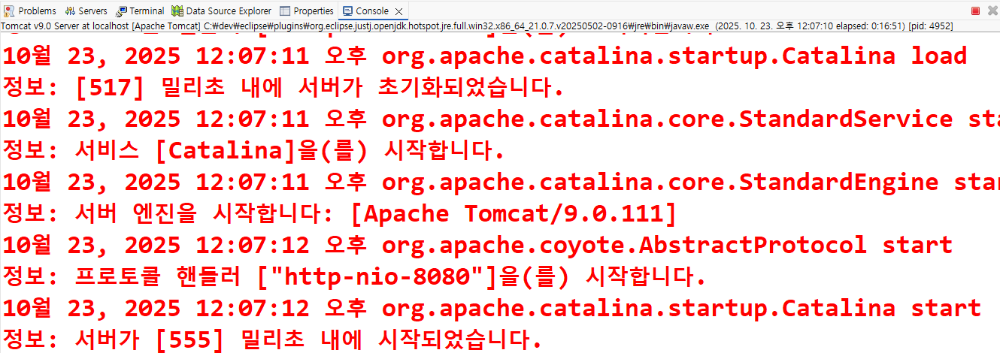 Problems Servers Terminal Data Source Explorer Properties Console
Tomcat v9.0 Server at localhost [Apache Tomcat] C:₩dev₩eclipse₩plugins₩org.eclipse.justj.openjdk.hotspot.jre.full.win32.x86_64_21.0.7.v20250502-0916₩jre₩bin₩javaw.exe (2025. 10. 23. 오후 12:07:10 elapsed: 0:16:51) [pid: 4952]
10월 23, 2025 12:07:11 오후 org.apache.catalina.startup.Catalina load
정보: [517] 밀리초 내에 서버가 초기화되었습니다.
10월 23, 2025 12:07:11 오후 org.apache.catalina.core.StandardService sta
정보: 서비스 [Catalina]을(를) 시작합니다.
10월 23, 2025 12:07:11 오후 org.apache.catalina.core.StandardEngine star
정보: 서버 엔진을 시작합니다: [Apache Tomcat/9.0.111]
10월 23, 2025 12:07:12 오후 org.apache.coyote.AbstractProtocol start
정보: 프로토콜 핸들러 ["http-nio-8080"]을(를) 시작합니다.
10월 23, 2025 12:07:12 오후 org.apache.catalina.startup.Catalina start
정보: 서버가 [555] 밀리초 내에 시작되었습니다.